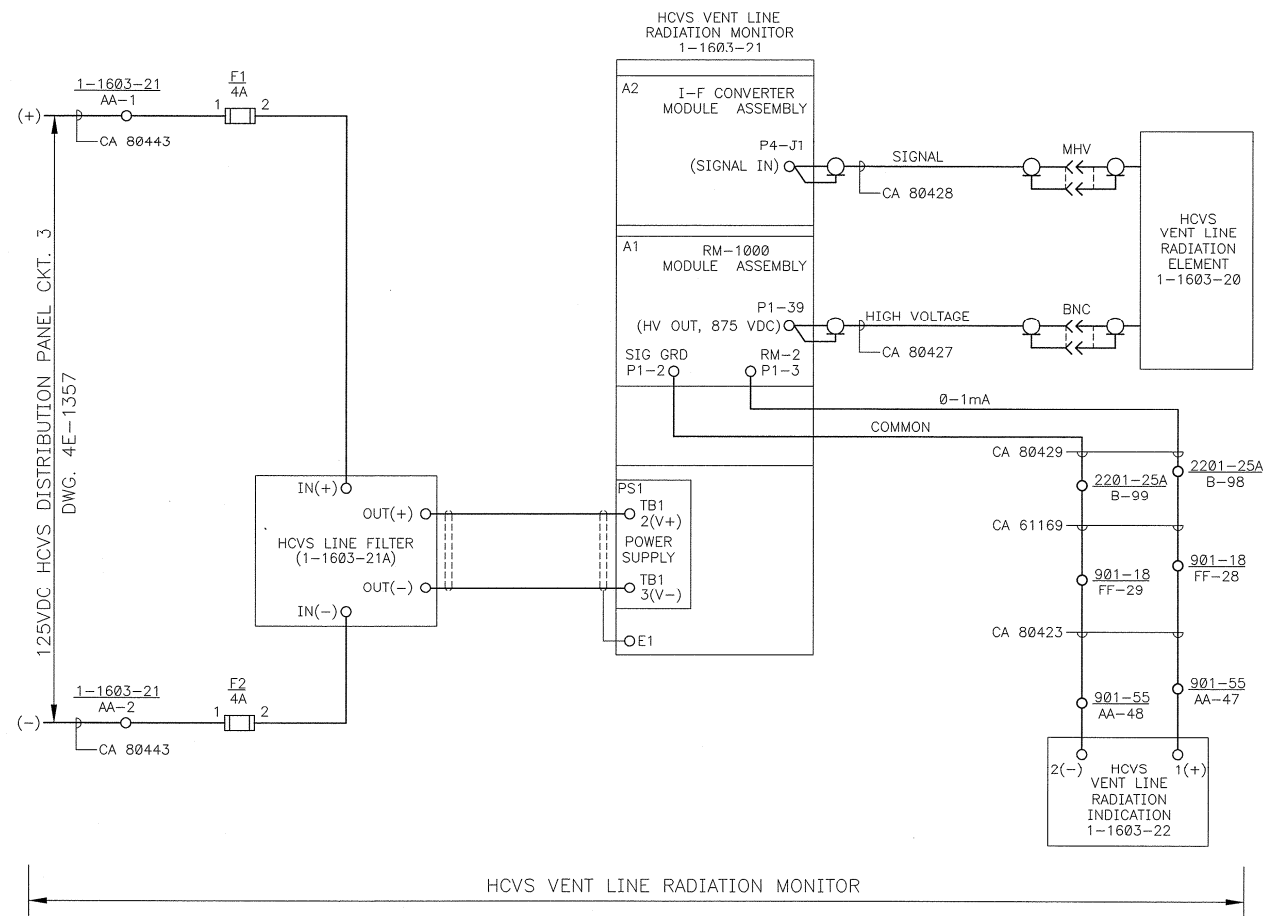 HCVS VENT LINE
RADIATION MONITOR
1-1603-21
1-1603-21
AA-1
F1
4A
1
2
(+)
CA 80443
A2
I-F CONVERTER
MODULE ASSEMBLY
P4-J1
(SIGNAL IN)
SIGNAL
MHV
CA 80428
HCVS
VENT LINE
RADIATION
ELEMENT
1-1603-20
A1
RM-1000
MODULE ASSEMBLY
P1-39
(HV OUT, 875 VDC)
HIGH VOLTAGE
BNC
CA 80427
SIG GRD
P1-2
RM-2
P1-3
0-1mA
COMMON
125VDC HCVS DISTRIBUTION PANEL CKT. 3
DWG. 4E-1357
CA 80429
2201-25A
B-99
2201-25A
B-98
CA 61169
901-18
FF-29
901-18
FF-28
CA 80423
901-55
AA-48
901-55
AA-47
IN(+)
OUT(+)
HCVS LINE FILTER
(1-1603-21A)
OUT(-)
IN(-)
PS1
TB1
2(V+)
POWER
SUPPLY
TB1
3(V-)
E1
1-1603-21
AA-2
F2
4A
1
2
(-)
CA 80443
2(-)
1(+)
HCVS
VENT LINE
RADIATION
INDICATION
1-1603-22
HCVS VENT LINE RADIATION MONITOR